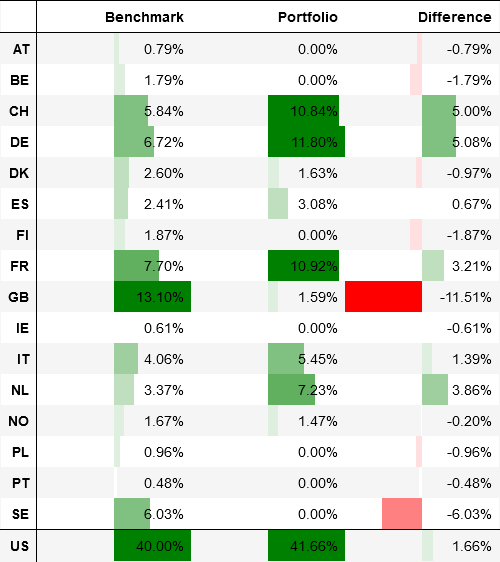 Benchmark Portfolio Difference
AT 0.79% 0.00% -0.79%
BE 1.79% 0.00% -1.79%
CH 5.84% 10.84% 5.00%
DE 6.72% 11.80% 5.08%
DK 2.60% 1.63% -0.97%
ES 2.41% 3.08% 0.67%
FI 1.87% 0.00% -1.87%
FR 7.70% 10.92% 3.21%
GB 13.10% 1.59% -11.51%
IE 0.61% 0.00% -0.61%
IT 4.06% 5.45% 1.39%
NL 3.37% 7.23% 3.86%
NO 1.67% 1.47% -0.20%
PL 0.96% 0.00% -0.96%
PT 0.48% 0.00% -0.48%
SE 6.03% 0.00% -6.03%
US 40.00% 41.66% 1.66%